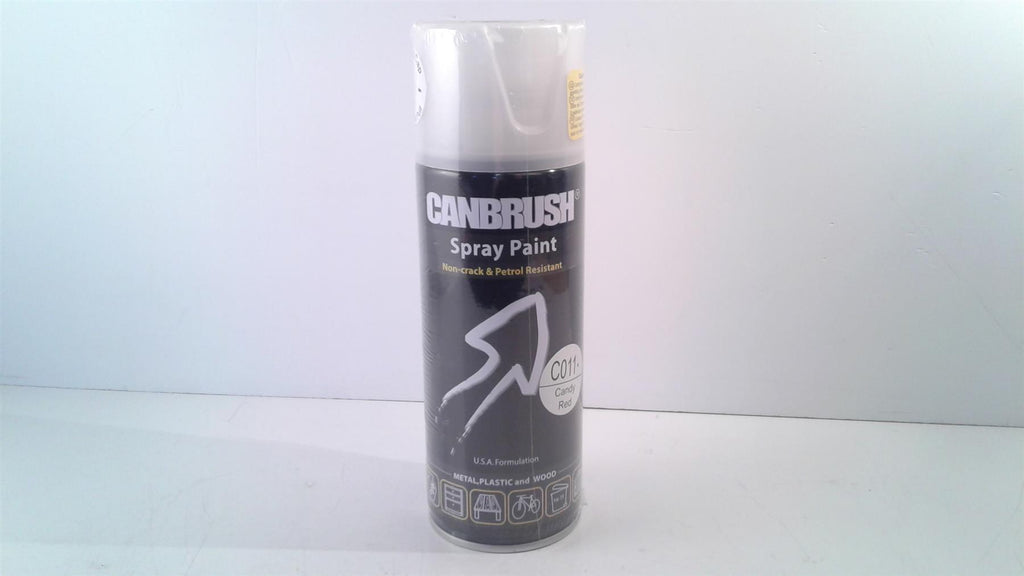 CANBRUSH®
Spray Paint
Non-crack & Petrol Resistant
C011
Candy
Red
U.S.A. Formulation
METAL, PLASTIC and WOOD